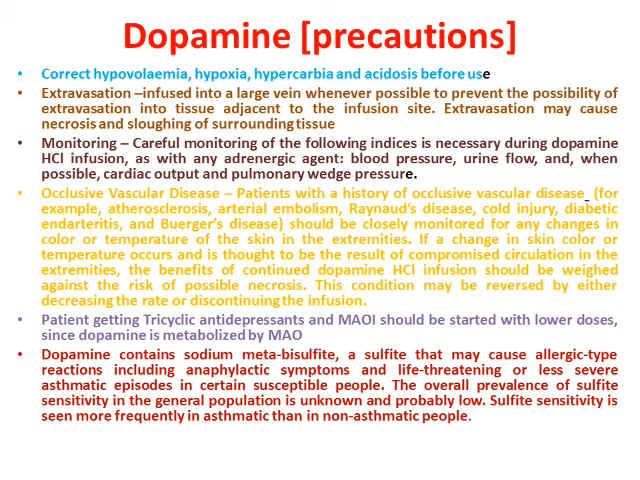 Dopamine [precautions]
• Correct hypovolaemia, hypoxia, hypercarbia and acidosis before use
• Extravasation –infused into a large vein whenever possible to prevent the possibility of
extravasation into tissue adjacent to the infusion site. Extravasation may cause
necrosis and sloughing of surrounding tissue
• Monitoring – Careful monitoring of the following indices is necessary during dopamine
HCl infusion, as with any adrenergic agent: blood pressure, urine flow, and, when
possible, cardiac output and pulmonary wedge pressure.
• Occlusive Vascular Disease – Patients with a history of occlusive vascular disease (for
example, atherosclerosis, arterial embolism, Raynaud's disease, cold injury, diabetic
endarteritis, and Buerger's disease) should be closely monitored for any changes in
color or temperature of the skin in the extremities. If a change in skin color or
temperature occurs and is thought to be the result of compromised circulation in the
extremities, the benefits of continued dopamine HCl infusion should be weighed
against the risk of possible necrosis. This condition may be reversed by either
decreasing the rate or discontinuing the infusion.
• Patient getting Tricyclic antidepressants and MAOI should be started with lower doses,
since dopamine is metabolized by MAO
• Dopamine contains sodium meta-bisulfite, a sulfite that may cause allergic-type
reactions including anaphylactic symptoms and life-threatening or less severe
asthmatic episodes in certain susceptible people. The overall prevalence of sulfite
sensitivity in the general population is unknown and probably low. Sulfite sensitivity is
seen more frequently in asthmatic than in non-asthmatic people.